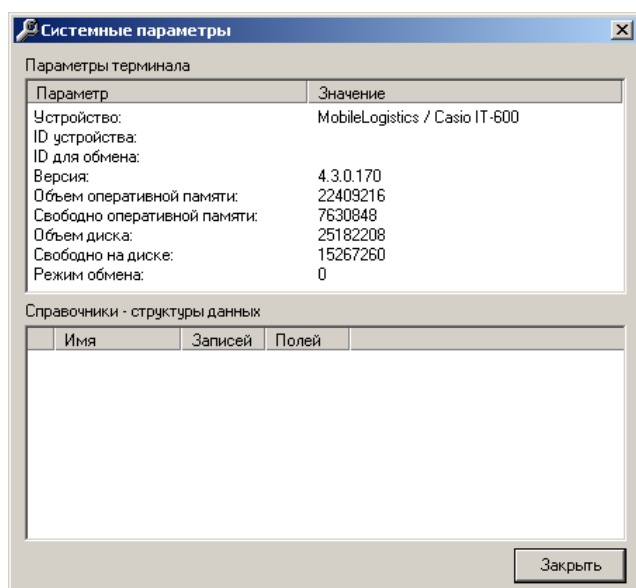 Системные параметры
Параметры терминала
Параметр Значение
Устройство: MobileLogistics / Casio IT-600
ID устройства:
ID для обмена:
Версия: 4.3.0.170
Объем оперативной памяти: 22409216
Свободно оперативной памяти: 7630848
Объем диска: 25182208
Свободно на диске: 15267260
Режим обмена: 0
Справочники - структуры данных
Имя Записей Полей
Закрыть